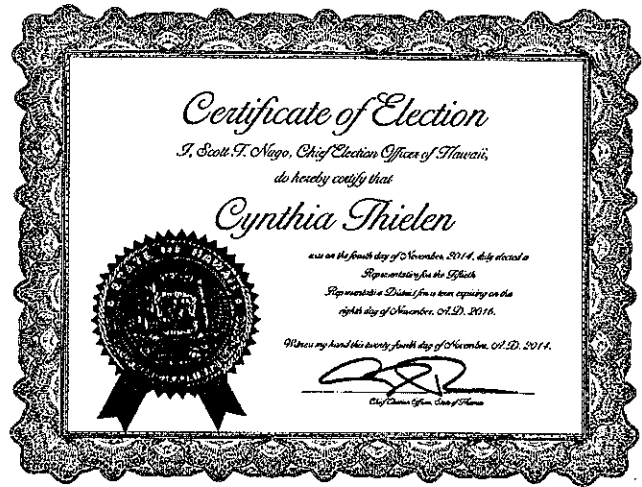 Certificate of Election
I, Scott T. Nago, Chief Election Officer of Hawaii,
do hereby certify that
Cynthia Thielen
was on the fourth day of November, 2014, duly elected a
Representative for the Fiftieth
Representative District for a term expiring on the
eighth day of November, A.D. 2016.
Witness my hand this twenty-fourth day of November, A.D. 2014.
Chief Election Officer, State of Hawaii
STATE OF HAWAII